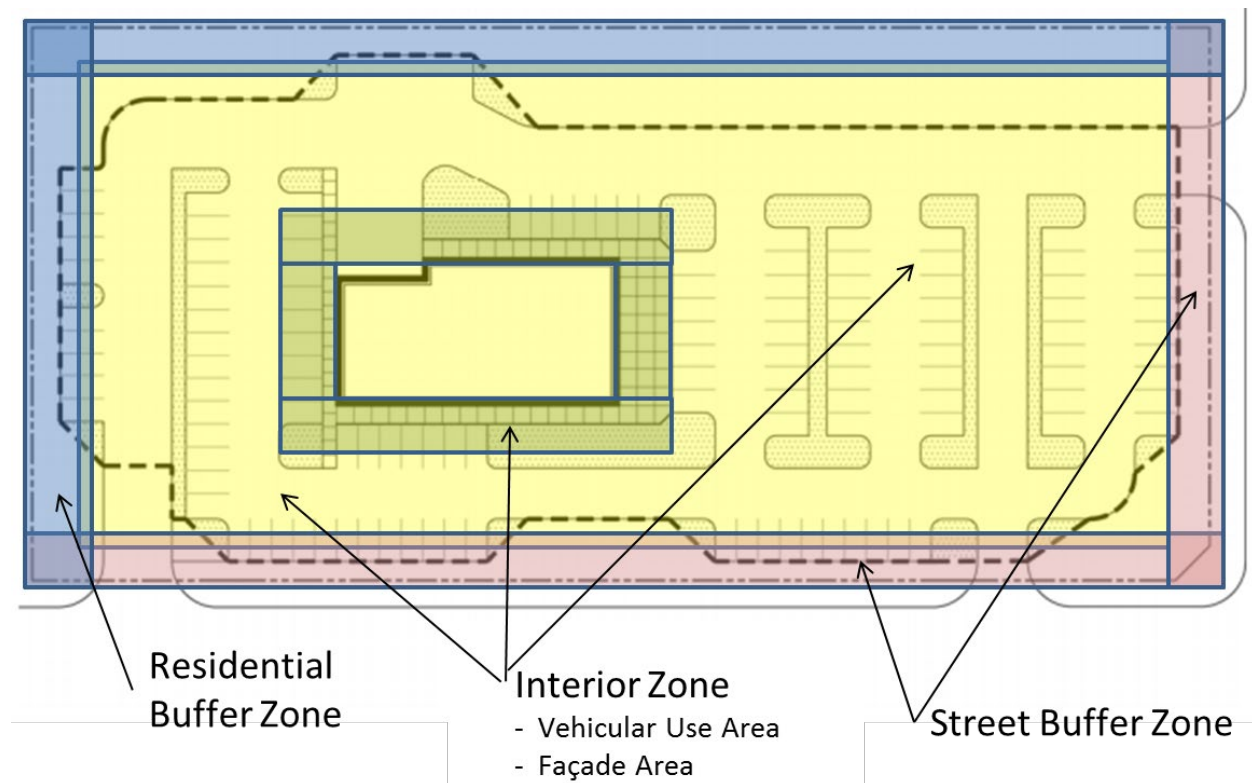 Residential
Buffer Zone
Interior Zone
- Vehicular Use Area
- Façade Area
Street Buffer Zone